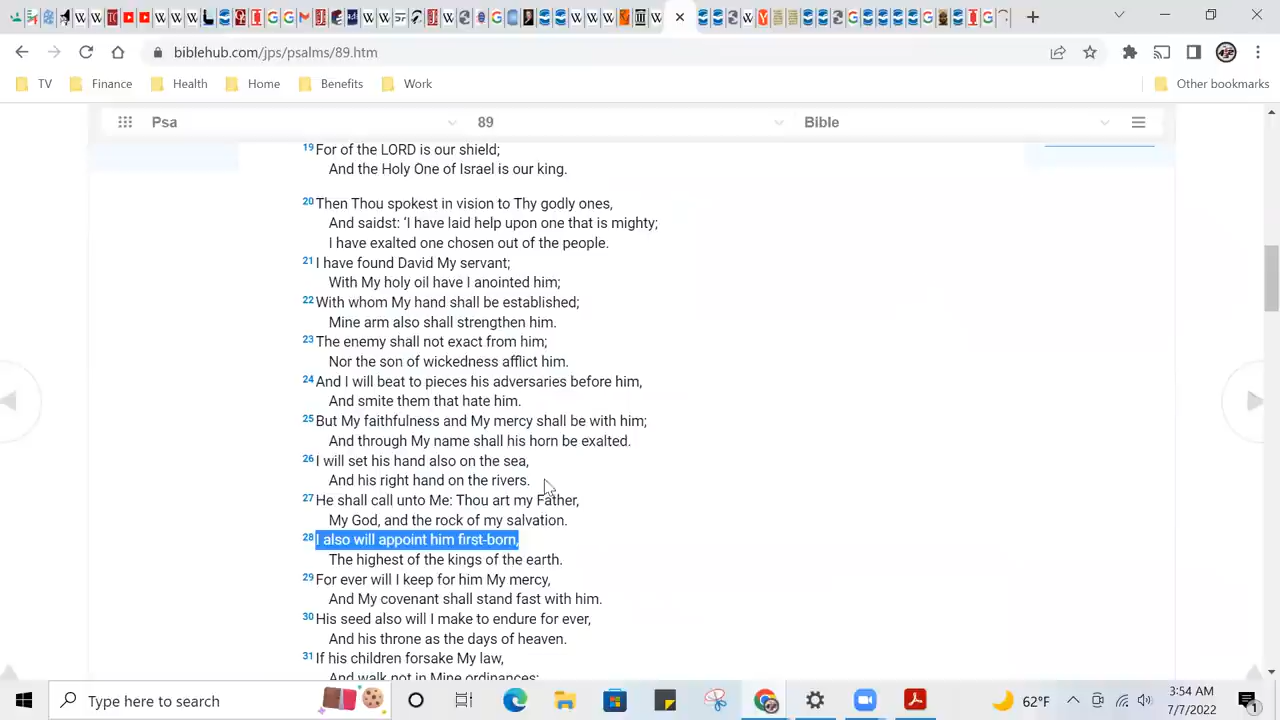 biblehub.com/jps/psalms/89.htm
TV Finance Health Home Benefits Work Other bookmarks
Psa 89 Bible
19 For of the LORD is our shield;
And the Holy One of Israel is our king.
20 Then Thou spokest in vision to Thy godly ones,
And saidst: ‘I have laid help upon one that is mighty;
I have exalted one chosen out of the people.
21 I have found David My servant;
With My holy oil have I anointed him;
22 With whom My hand shall be established;
Mine arm also shall strengthen him.
23 The enemy shall not exact from him;
Nor the son of wickedness afflict him.
24 And I will beat to pieces his adversaries before him,
And smite them that hate him.
25 But My faithfulness and My mercy shall be with him;
And through My name shall his horn be exalted.
26 I will set his hand also on the sea,
And his right hand on the rivers.
27 He shall call unto Me: Thou art my Father,
My God, and the rock of my salvation.
28 I also will appoint him first-born,
The highest of the kings of the earth.
29 For ever will I keep for him My mercy,
And My covenant shall stand fast with him.
30 His seed also will I make to endure for ever,
And his throne as the days of heaven.
31 If his children forsake My law,
And walk not in Mine ordinances;
Type here to search
62°F
3:54 AM
7/7/2022